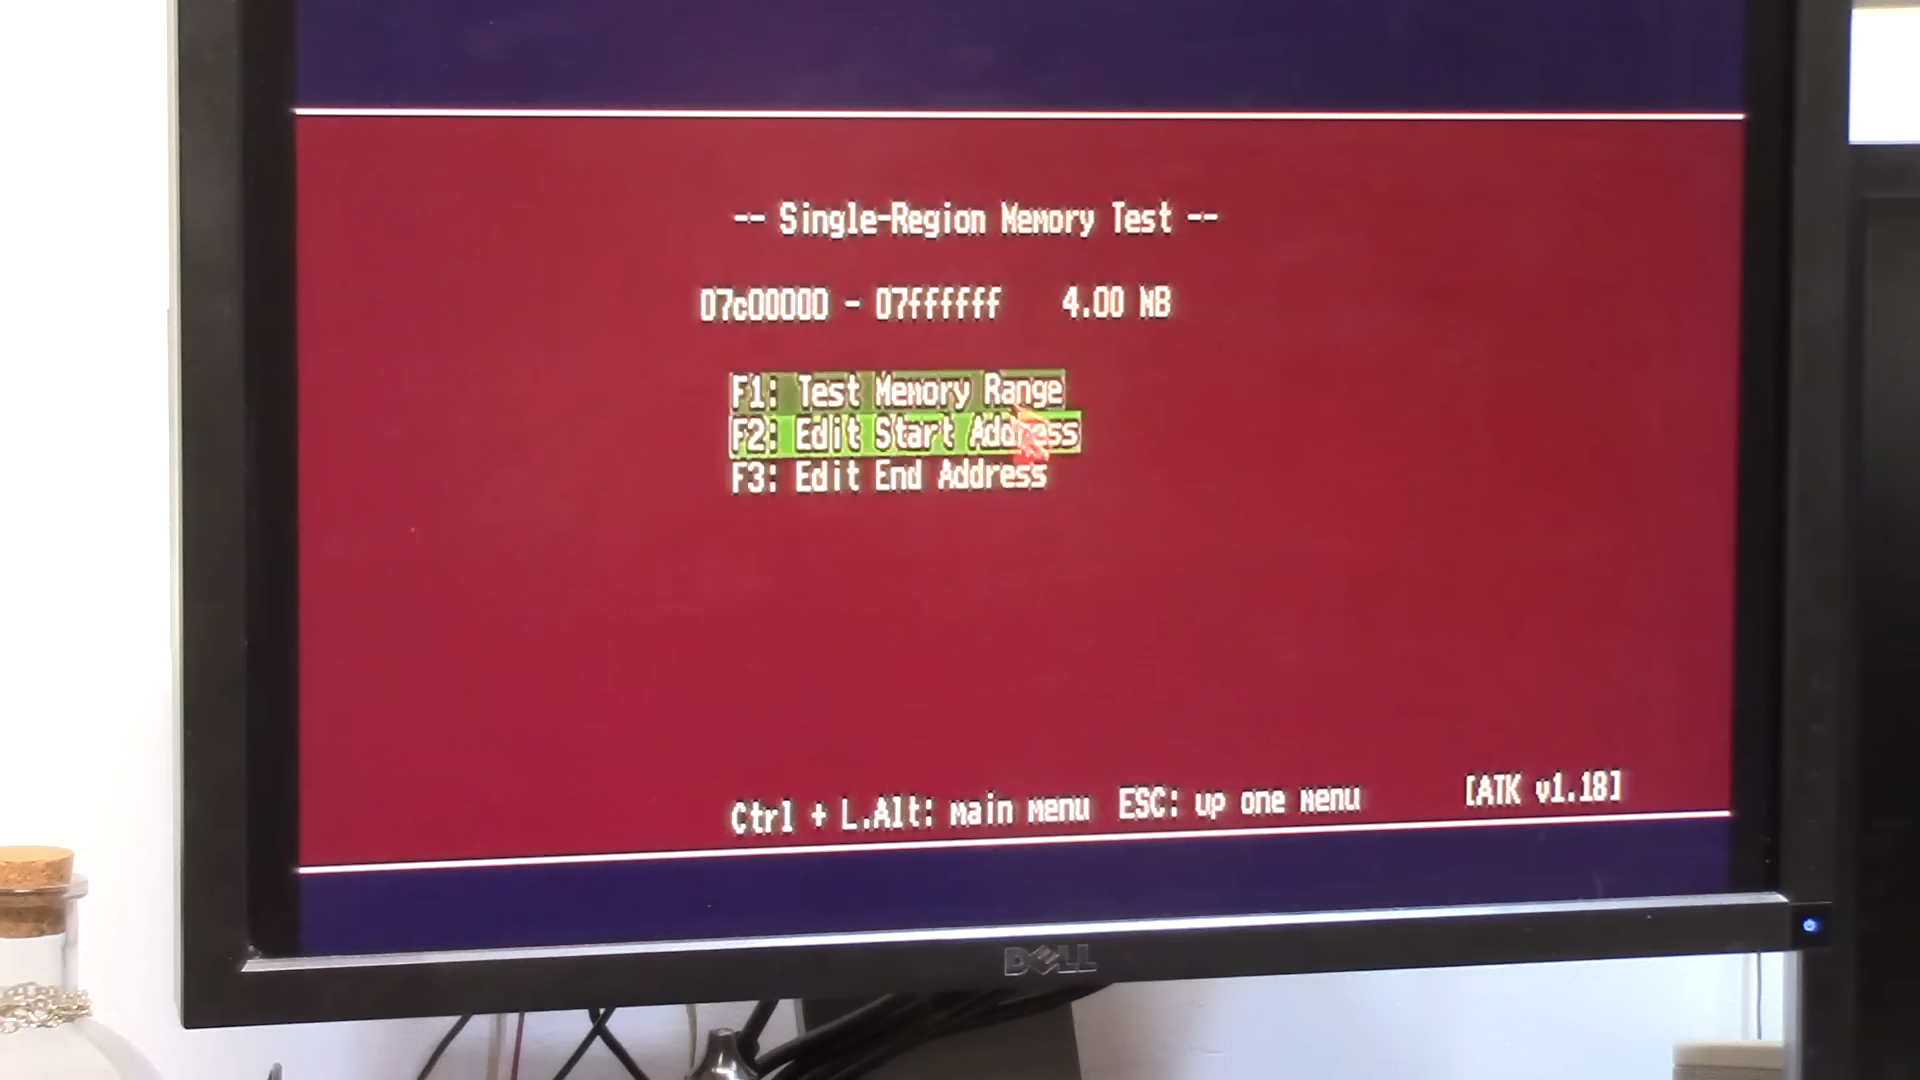 -- Single-Region Memory Test --
07c00000 - 07ffffff 4.00 MB
F1: Test Memory Range
F2: Edit Start Address
F3: Edit End Address
Ctrl + L.Alt: main menu ESC: up one menu [ATK v1.18]
DELL